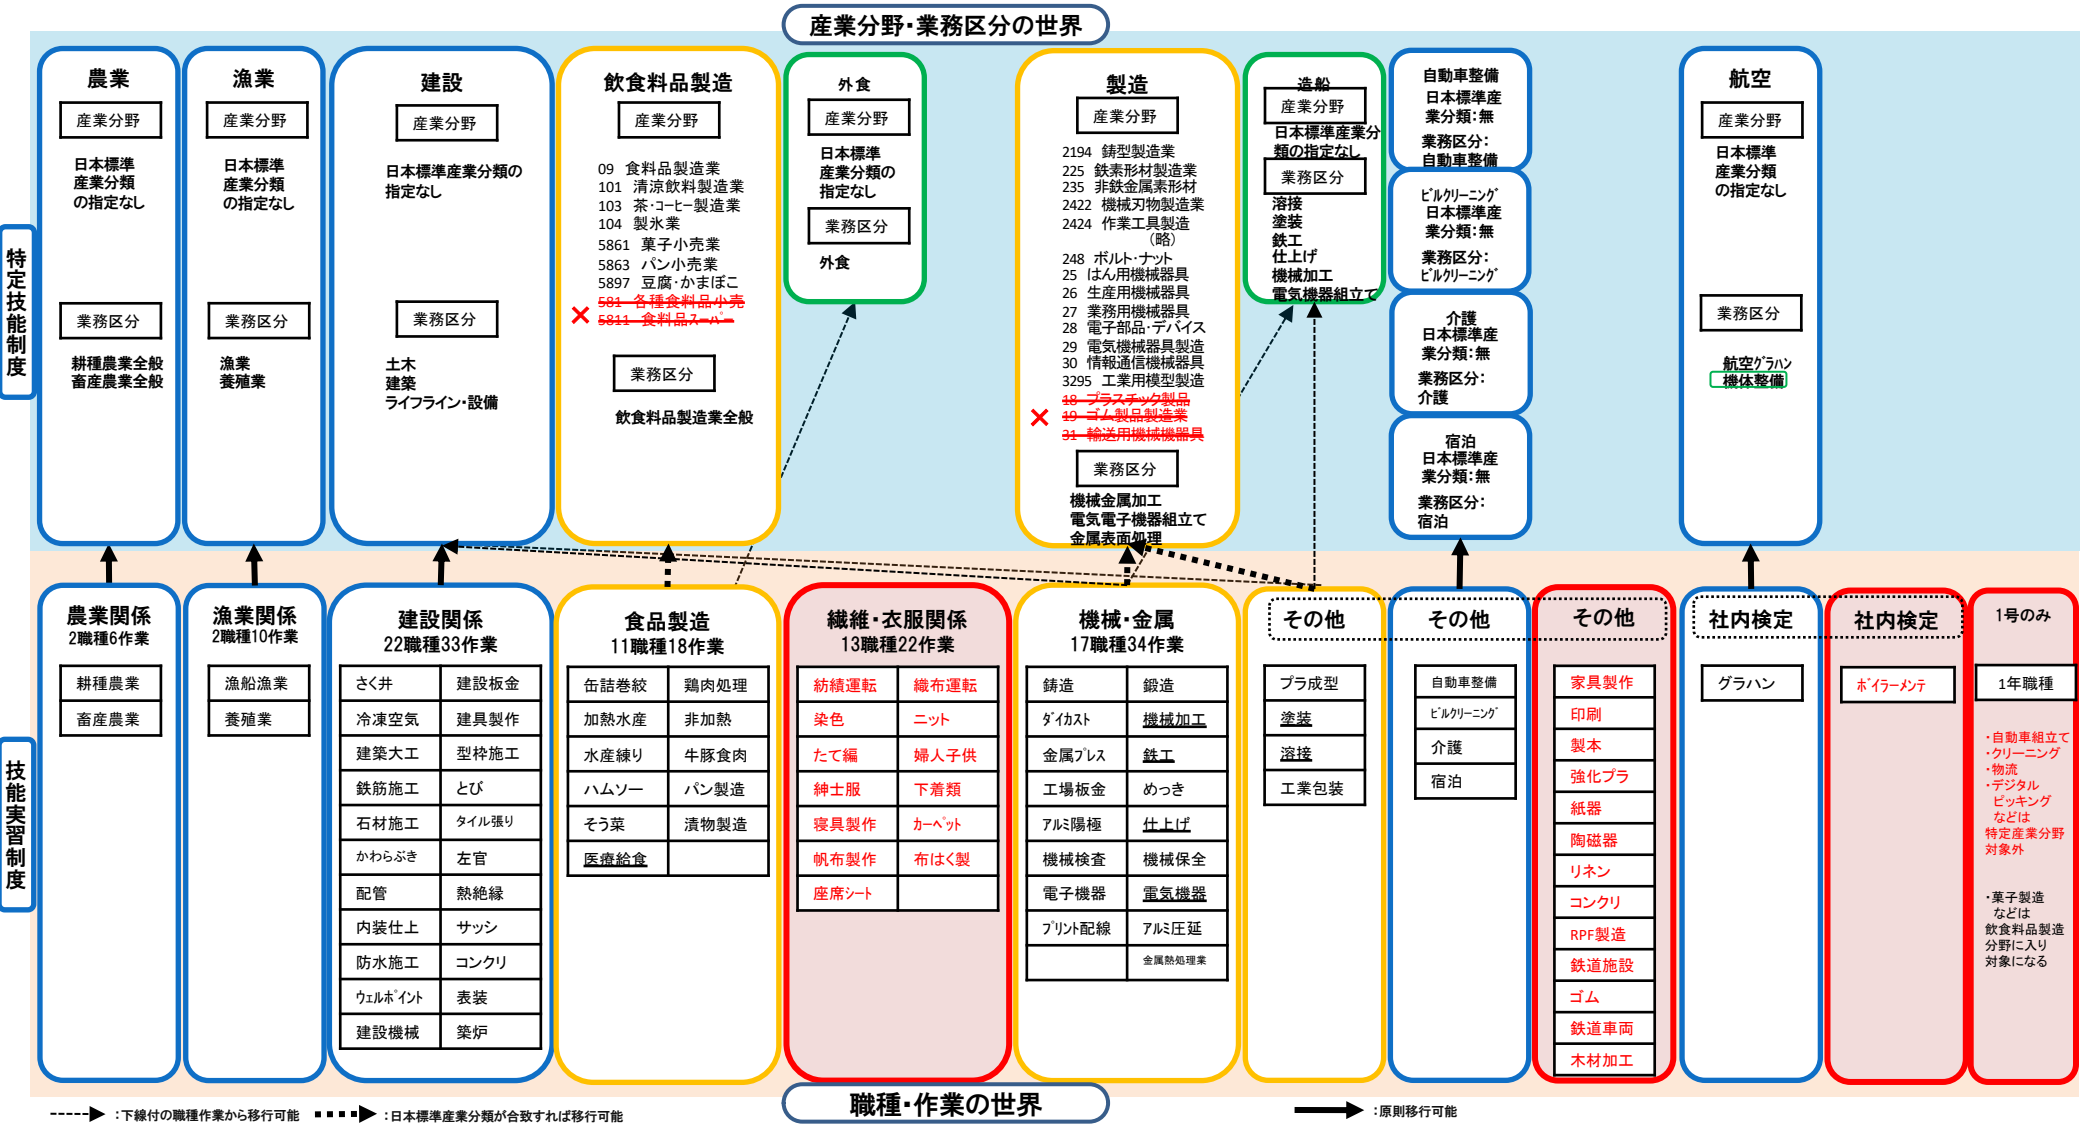 産業分野・業務区分の世界
特定技能制度
農業
産業分野
日本標準
産業分類
の指定なし
業務区分
耕種農業全般
畜産農業全般
漁業
産業分野
日本標準
産業分類
の指定なし
業務区分
漁業
養殖業
建設
産業分野
日本標準産業分類の
指定なし
業務区分
土木
建築
ライフライン・設備
飲食料品製造
産業分野
09 食料品製造業
101 清涼飲料製造業
103 茶・コーヒー製造業
104 製氷業
5861 菓子小売業
5863 パン小売業
5897 豆腐・かまぼこ
581 各種食料品小売
5811 食料品スーパー
業務区分
飲食料品製造業全般
外食
産業分野
日本標準
産業分類の
指定なし
業務区分
外食
製造
産業分野
2194 鋳型製造業
225 鉄素形材製造業
235 非鉄金属素形材
2422 機械刃物製造業
2424 作業工具製造
(略)
248 ボルト・ナット
25 はん用機械器具
26 生産用機械器具
27 業務用機械器具
28 電子部品・デバイス
29 電気機械器具製造
30 情報通信機械器具
3295 工業用模型製造
18 プラスチック製品
19 ゴム製品製造業
31 輸送用機械機器具
業務区分
機械金属加工
電気電子機器組立て
金属表面処理
造船
産業分野
日本標準産業分
類の指定なし
業務区分
溶接
塗装
鉄工
仕上げ
機械加工
電気機器組立て
自動車整備
日本標準産
業分類:無
業務区分:
自動車整備
ビルクリーニング
日本標準産
業分類:無
業務区分:
ビルクリーニング
介護
日本標準産
業分類:無
業務区分:
介護
宿泊
日本標準産
業分類:無
業務区分:
宿泊
航空
産業分野
日本標準
産業分類
の指定なし
業務区分
航空グラハン
機体整備
技能実習制度
農業関係
2職種6作業
耕種農業
畜産農業
漁業関係
2職種10作業
漁船漁業
養殖業
建設関係
22職種33作業
さく井 建設板金
冷凍空気 建具製作
建築大工 型枠施工
鉄筋施工 とび
石材施工 タイル張り
かわらぶき 左官
配管 熱絶縁
内装仕上 サッシ
防水施工 コンクリ
ウェルポイント 表装
建設機械 築炉
食品製造
11職種18作業
缶詰巻絞 鶏肉処理
加熱水産 非加熱
水産練り 牛豚食肉
ハムソー パン製造
そう菜 漬物製造
医療給食
繊維・衣服関係
13職種22作業
紡績運転 織布運転
染色 ニット
たて編 婦人子供
紳士服 下着類
寝具製作 カーペット
帆布製作 布はく製
座席シート
機械・金属
17職種34作業
鋳造 鍛造
ダイカスト 機械加工
金属プレス 鉄工
工場板金 めっき
アルミ陽極 仕上げ
機械検査 機械保全
電子機器 電気機器
プリント配線 アルミ圧延
金属熱処理業
その他
プラ成型
塗装
溶接
工業包装
その他
自動車整備
ビルクリーニング
介護
宿泊
その他
家具製作
印刷
製本
強化プラ
紙器
陶磁器
リネン
コンクリ
RPF製造
鉄道施設
ゴム
鉄道車両
木材加工
社内検定
グラハン
社内検定
ボイラーメンテ
1号のみ
1年職種
・自動車組立て
・クリーニング
・物流
・デジタル
ピッキング
などは
特定産業分野
対象外
・菓子製造
などは
飲食料品製造
分野に入り
対象になる
職種・作業の世界
:下線付の職種作業から移行可能
:日本標準産業分類が合致すれば移行可能
:原則移行可能